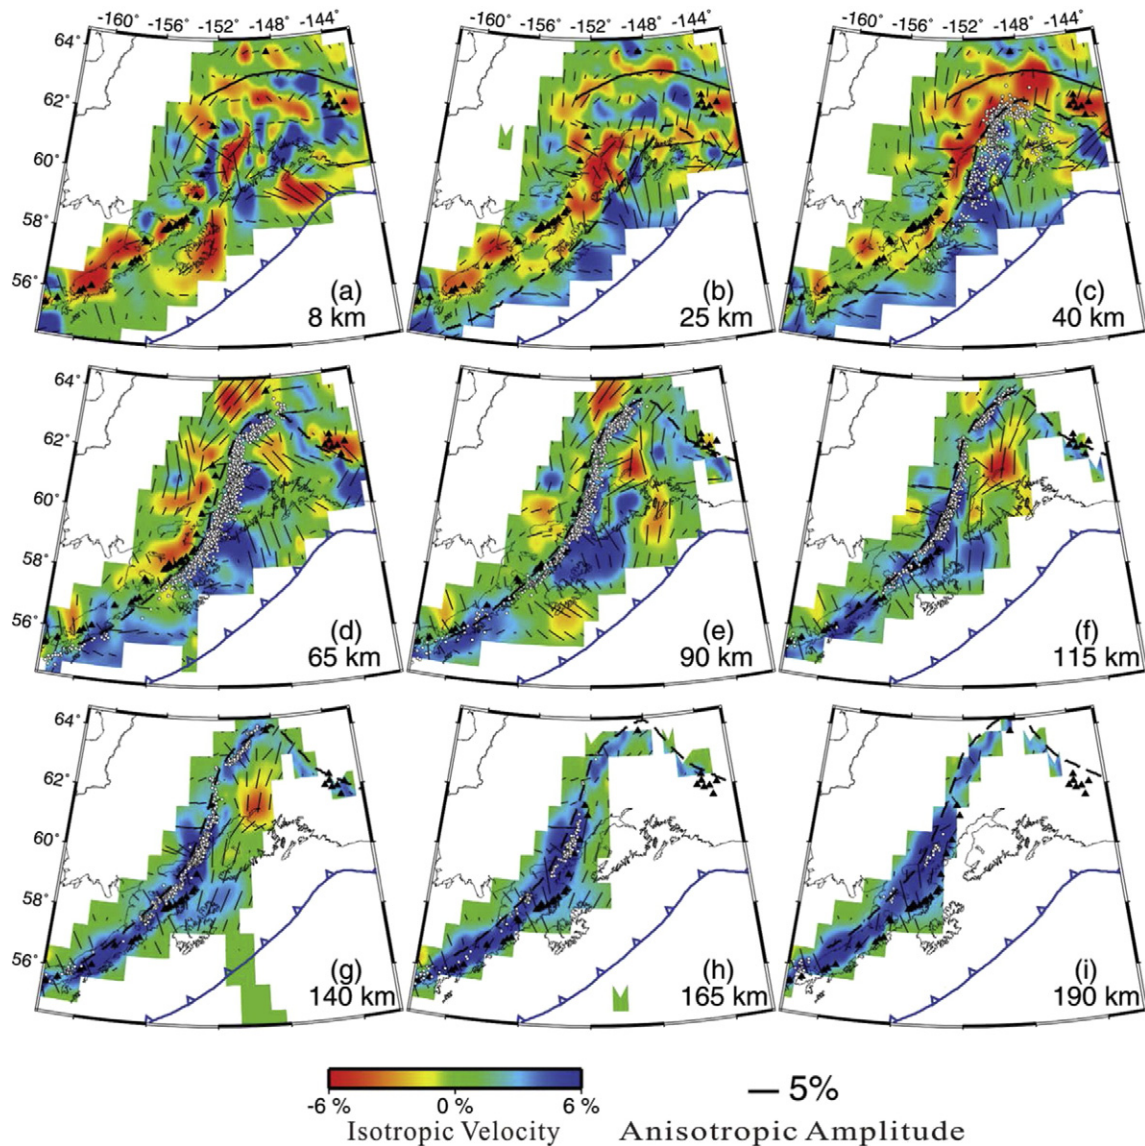 -160° -156° -152° -148° -144° -160° -156° -152° -148° -144° -160° -156° -152° -148° -144°
64°
62°
60°
58°
56°
(a) (b) (c)
8 km 25 km 40 km
64°
62°
60°
58°
56°
(d) (e) (f)
65 km 90 km 115 km
64°
62°
60°
58°
56°
(g) (h) (i)
140 km 165 km 190 km
-6 % 0 % 6 %
Isotropic Velocity
5%
Anisotropic Amplitude